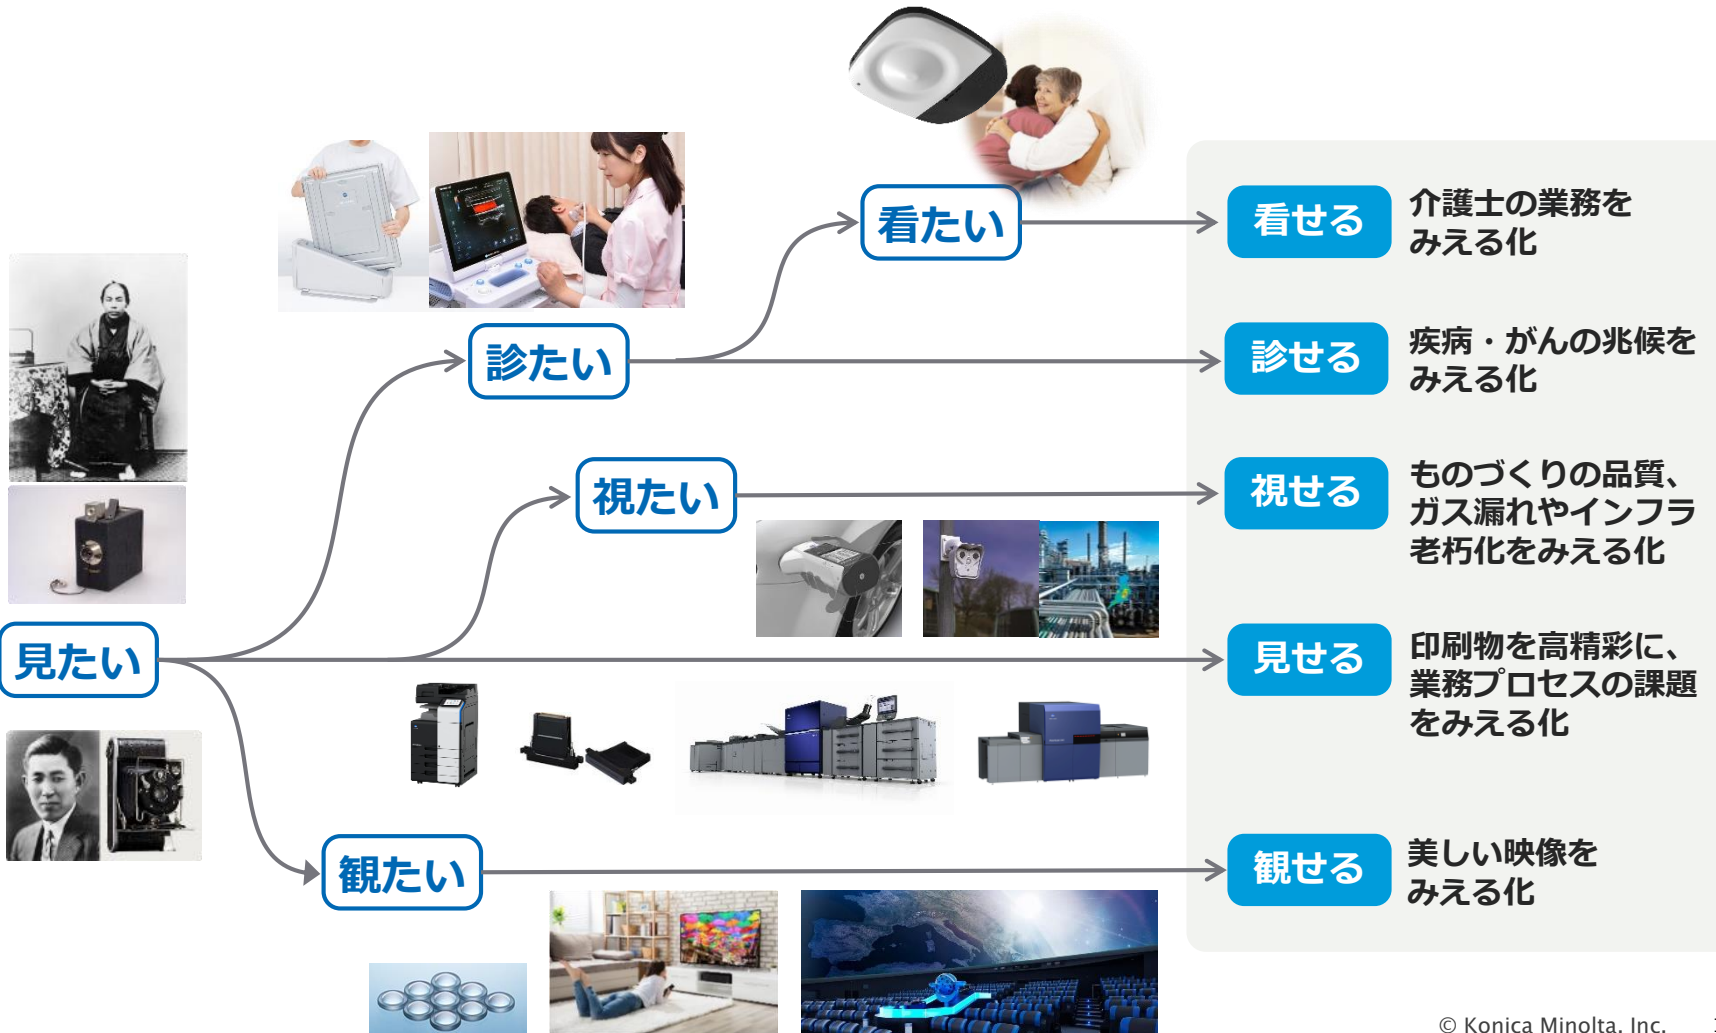 看たい
看せる
介護士の業務を
みえる化
診たい
診せる
疾病・がんの兆候を
みえる化
視たい
視せる
ものづくりの品質、
ガス漏れやインフラ
老朽化をみえる化
見たい
見せる
印刷物を高精彩に、
業務プロセスの課題
をみえる化
観たい
観せる
美しい映像を
みえる化
© Konica Minolta, Inc.